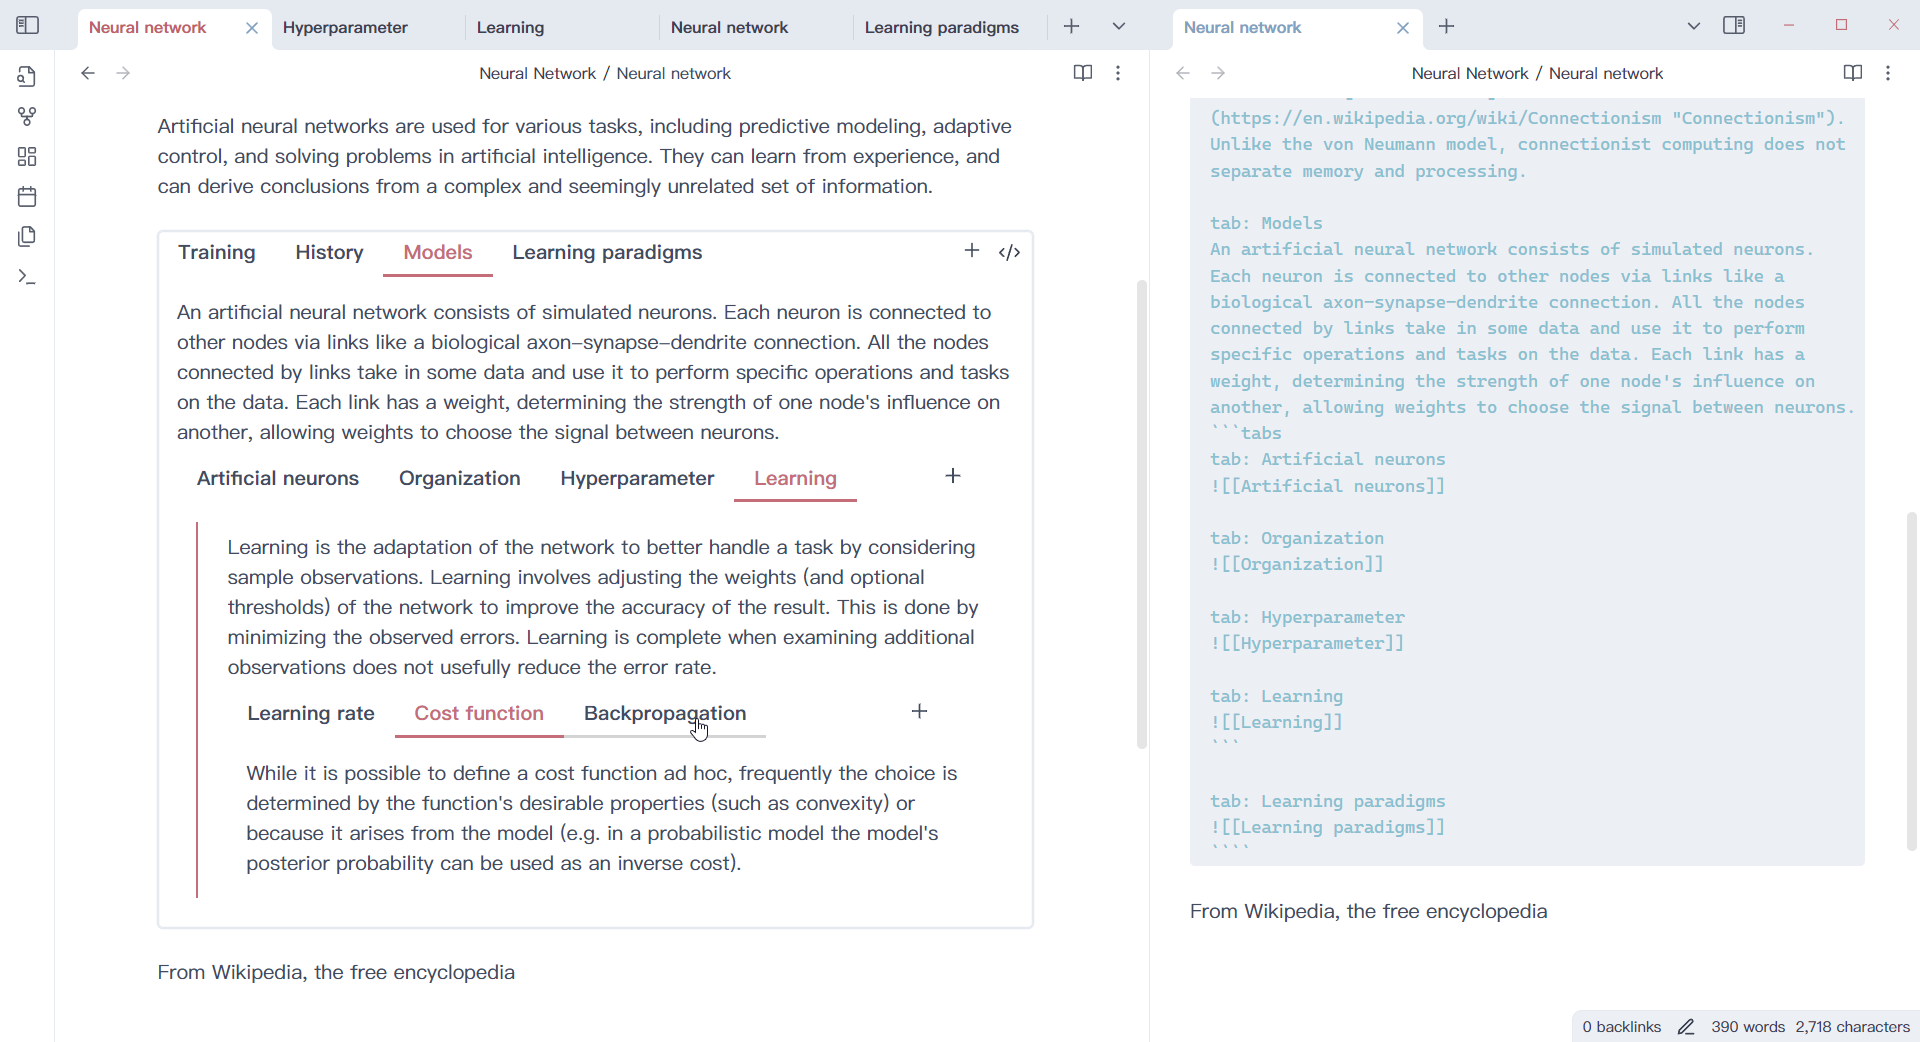 Neural network
Hyperparameter
Learning
Neural network
Learning paradigms
Neural network
Neural Network / Neural network
Artificial neural networks are used for various tasks, including predictive modeling, adaptive
control, and solving problems in artificial intelligence. They can learn from experience, and
can derive conclusions from a complex and seemingly unrelated set of information.
Training History Models Learning paradigms
An artificial neural network consists of simulated neurons. Each neuron is connected to
other nodes via links like a biological axon–synapse–dendrite connection. All the nodes
connected by links take in some data and use it to perform specific operations and tasks
on the data. Each link has a weight, determining the strength of one node's influence on
another, allowing weights to choose the signal between neurons.
Artificial neurons Organization Hyperparameter Learning
Learning is the adaptation of the network to better handle a task by considering
sample observations. Learning involves adjusting the weights (and optional
thresholds) of the network to improve the accuracy of the result. This is done by
minimizing the observed errors. Learning is complete when examining additional
observations does not usefully reduce the error rate.
Learning rate Cost function Backpropagation
While it is possible to define a cost function ad hoc, frequently the choice is
determined by the function's desirable properties (such as convexity) or
because it arises from the model (e.g. in a probabilistic model the model's
posterior probability can be used as an inverse cost).
From Wikipedia, the free encyclopedia
Neural Network / Neural network
(https://en.wikipedia.org/wiki/Connectionism "Connectionism").
Unlike the von Neumann model, connectionist computing does not
separate memory and processing.
tab: Models
An artificial neural network consists of simulated neurons.
Each neuron is connected to other nodes via links like a
biological axon–synapse–dendrite connection. All the nodes
connected by links take in some data and use it to perform
specific operations and tasks on the data. Each link has a
weight, determining the strength of one node's influence on
another, allowing weights to choose the signal between neurons.
```tabs
tab: Artificial neurons
![[Artificial neurons]]
tab: Organization
![[Organization]]
tab: Hyperparameter
![[Hyperparameter]]
tab: Learning
![[Learning]]
```
tab: Learning paradigms
![[Learning paradigms]]
````
From Wikipedia, the free encyclopedia
0 backlinks 390 words 2,718 characters